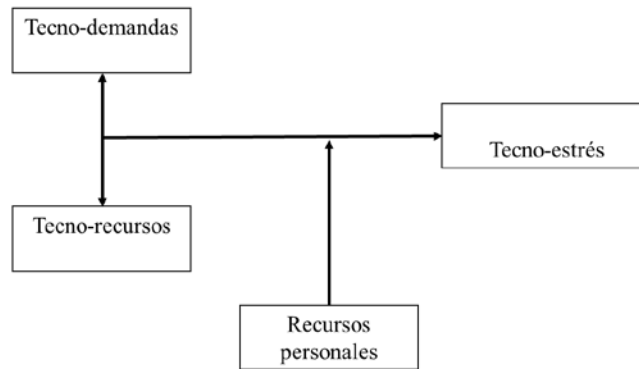 Tecno-demandas
Tecno-estrés
Tecno-recursos
Recursos
personales